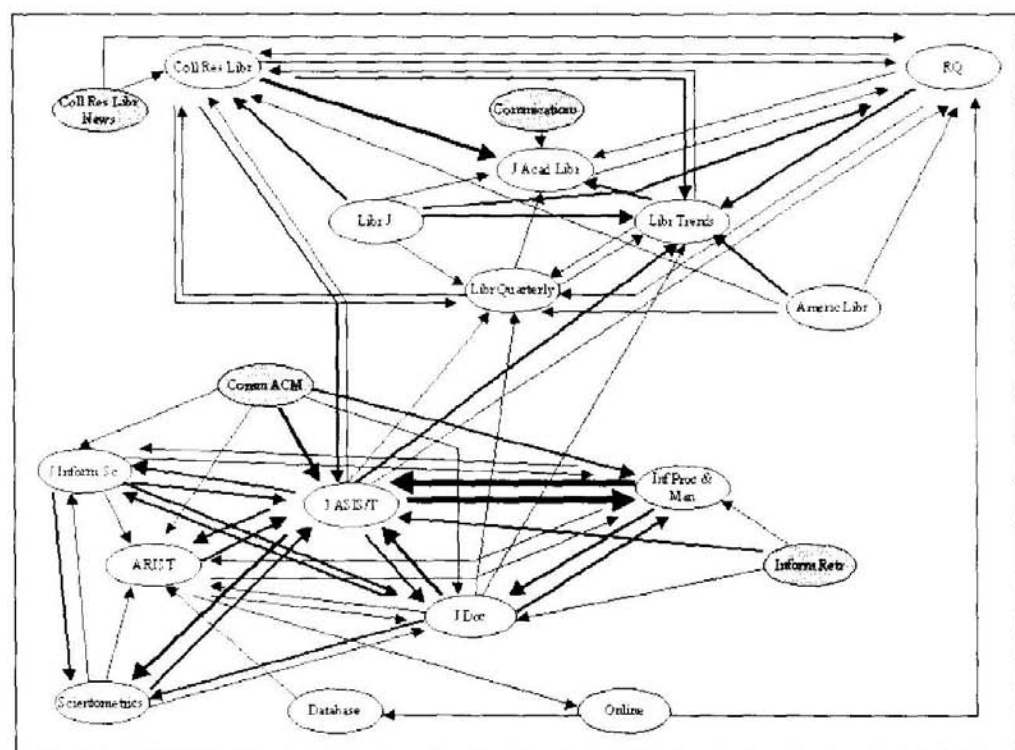 Coll Res Libr
RQ
Coll Res Libr
News
Communications
J Acad Libr
Libr J
Libr Trends
Libr Quarterly
Americ Libr
Comm ACM
J Inform Sc
J ASIS/T
Inf Proc &
Man
ARIST
Inform Retr
J Doc
Scientometrics
Database
Online